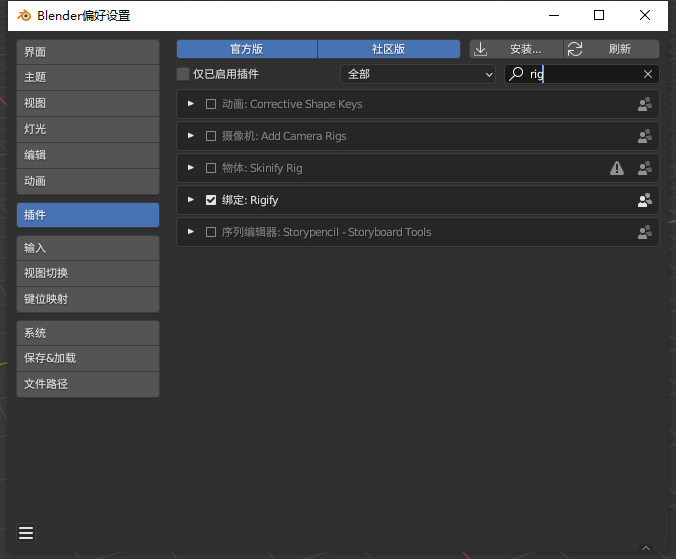 Blender偏好设置
界面
主题
视图
灯光
编辑
动画
插件
输入
视图切换
键位映射
系统
保存&加载
文件路径
官方版 社区版 安装... 刷新
仅已启用插件 全部 rig
动画: Corrective Shape Keys
摄像机: Add Camera Rigs
物体: Skinify Rig
绑定: Rigify
序列编辑器: Storypencil - Storyboard Tools